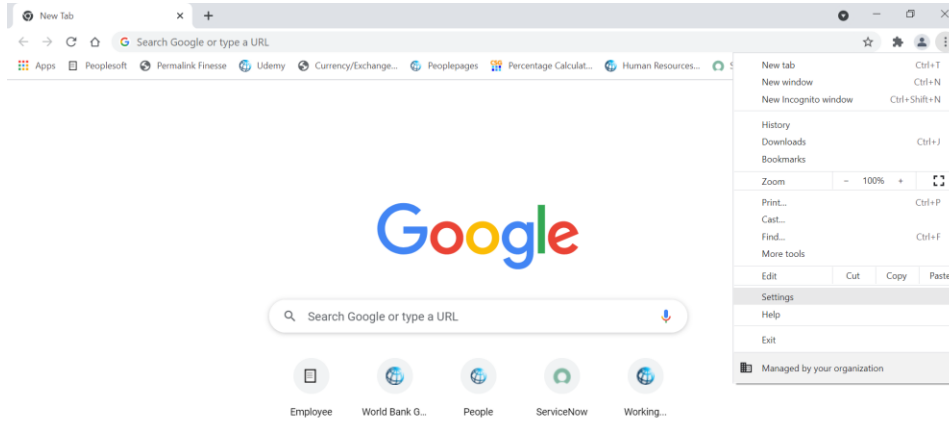 New Tab
Search Google or type a URL
Apps Peoplesoft Permalink Finesse Udemy Currency/Exchange... Peoplepages Percentage Calculat... Human Resources... S
New tab Ctrl+T
New window Ctrl+N
New Incognito window Ctrl+Shift+N
History
Downloads Ctrl+J
Bookmarks
Zoom - 100% +
Print... Ctrl+P
Cast...
Find... Ctrl+F
More tools
Edit Cut Copy Paste
Settings
Help
Exit
Managed by your organization
Google
Search Google or type a URL
Employee World Bank G... People ServiceNow Working...